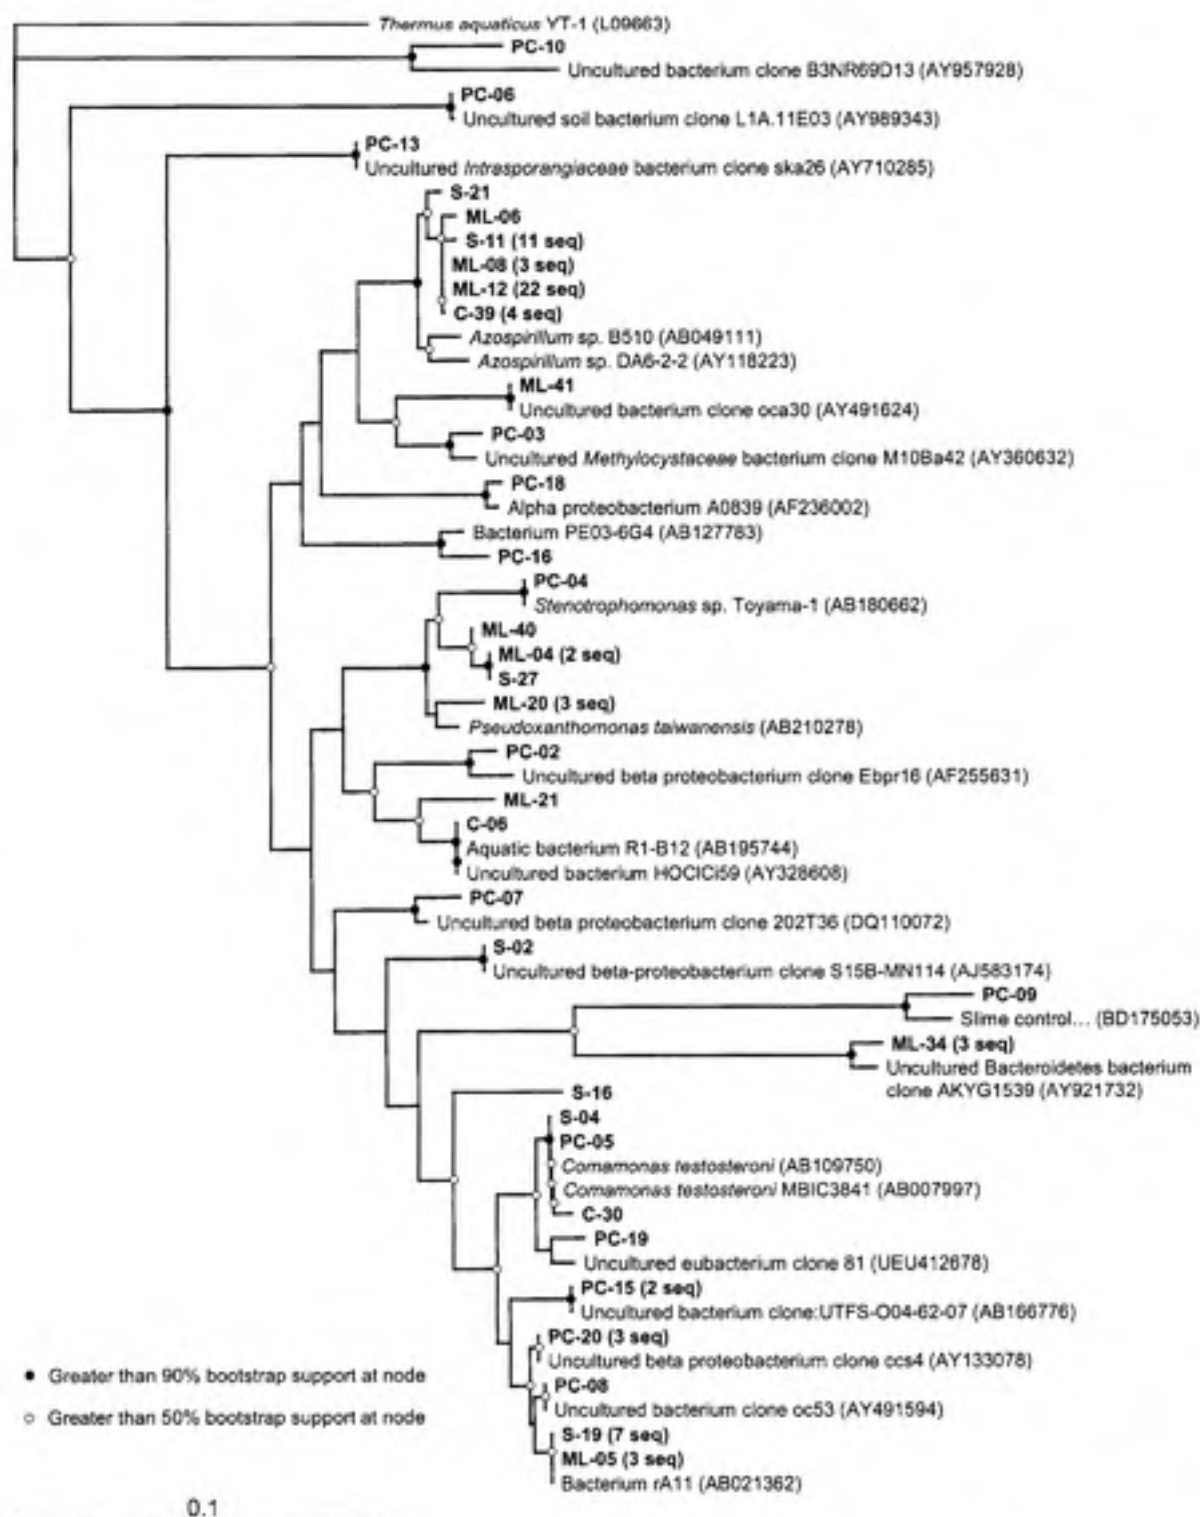 Thermus aquaticus YT-1 (L09663)
PC-10
Uncultured bacterium clone B3NR69D13 (AY957928)
PC-06
Uncultured soil bacterium clone L1A.11E03 (AY989343)
PC-13
Uncultured Intrasporangiaceae bacterium clone ska26 (AY710285)
S-21
ML-06
S-11 (11 seq)
ML-08 (3 seq)
ML-12 (22 seq)
C-39 (4 seq)
Azospirillum sp. B510 (AB049111)
Azospirillum sp. DA6-2-2 (AY118223)
ML-41
Uncultured bacterium clone oca30 (AY491624)
PC-03
Uncultured Methylocystaceae bacterium clone M10Ba42 (AY360632)
PC-18
Alpha proteobacterium A0839 (AF236002)
Bacterium PE03-6G4 (AB127783)
PC-16
PC-04
Stenotrophomonas sp. Toyama-1 (AB180662)
ML-40
ML-04 (2 seq)
S-27
ML-20 (3 seq)
Pseudoxanthomonas taiwanensis (AB210278)
PC-02
Uncultured beta proteobacterium clone Ebpr16 (AF255631)
ML-21
C-06
Aquatic bacterium R1-B12 (AB195744)
Uncultured bacterium HOCICi59 (AY328608)
PC-07
Uncultured beta proteobacterium clone 202T36 (DQ110072)
S-02
Uncultured beta-proteobacterium clone S15B-MN114 (AJ583174)
PC-09
Slime control... (BD175053)
ML-34 (3 seq)
Uncultured Bacteroidetes bacterium
clone AKYG1539 (AY921732)
S-16
S-04
PC-05
Comamonas testosteroni (AB109750)
Comamonas testosteroni MBIC3841 (AB007997)
C-30
PC-19
Uncultured eubacterium clone 81 (UEU412678)
PC-15 (2 seq)
Uncultured bacterium clone:UTFS-O04-62-07 (AB166776)
PC-20 (3 seq)
Uncultured beta proteobacterium clone ccs4 (AY133078)
PC-08
Uncultured bacterium clone oc53 (AY491594)
S-19 (7 seq)
ML-05 (3 seq)
Bacterium rA11 (AB021362)
Greater than 90% bootstrap support at node
Greater than 50% bootstrap support at node
0.1